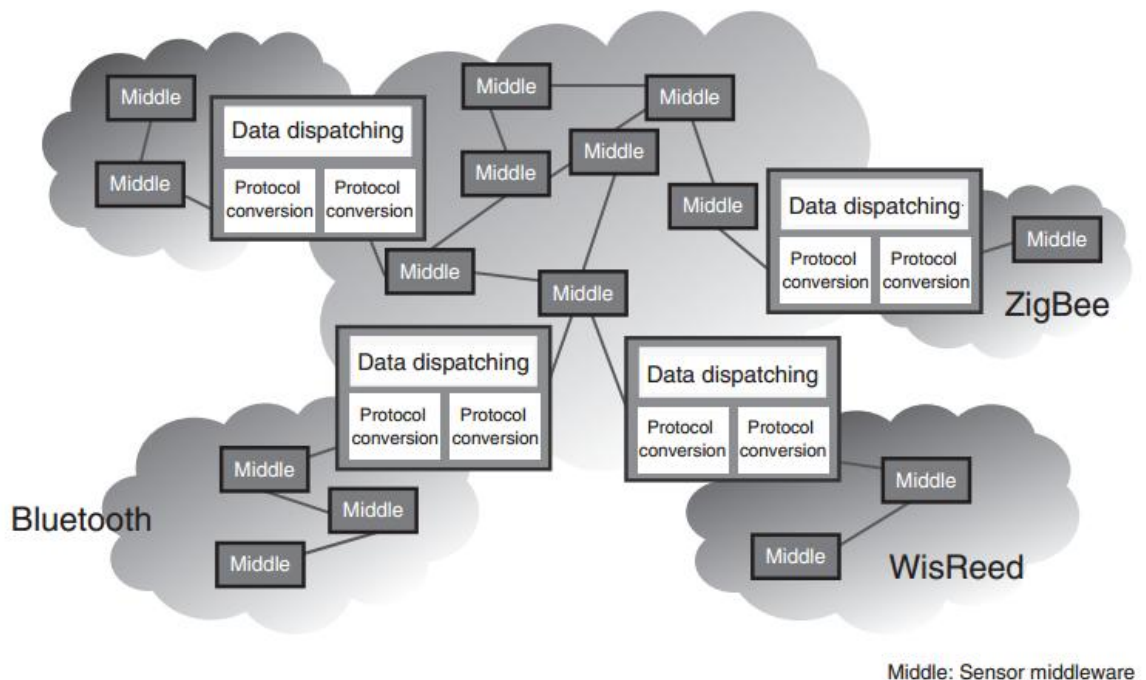 Middle
Middle
Data dispatching
Protocol
conversion
Protocol
conversion
Middle
Middle
Middle
Middle
Middle
Middle
Middle
Data dispatching
Protocol
conversion
Protocol
conversion
Middle
ZigBee
Data dispatching
Protocol
conversion
Protocol
conversion
Data dispatching
Protocol
conversion
Protocol
conversion
Bluetooth
Middle
Middle
Middle
Middle
Middle
WisReed
Middle: Sensor middleware